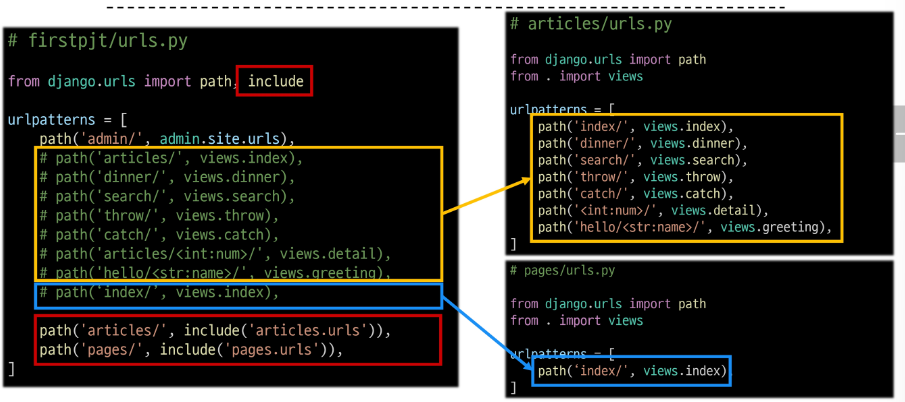 # firstpjt/urls.py
from django.urls import path, include
urlpatterns = [
path('admin/', admin.site.urls),
# path('articles/', views.index),
# path('dinner/', views.dinner),
# path('search/', views.search),
# path('throw/', views.throw),
# path('catch/', views.catch),
# path('articles/<int:num>/', views.detail),
# path('hello/<str:name>/', views.greeting),
# path('index/', views.index),
path('articles/', include('articles.urls')),
path('pages/', include('pages.urls')),
]
# articles/urls.py
from django.urls import path
from . import views
urlpatterns = [
path('index/', views.index),
path('dinner/', views.dinner),
path('search/', views.search),
path('throw/', views.throw),
path('catch/', views.catch),
path('<int:num>/', views.detail),
path('hello/<str:name>/', views.greeting),
]
# pages/urls.py
from django.urls import path
from . import views
urlpatterns = [
path('index/', views.index),
]